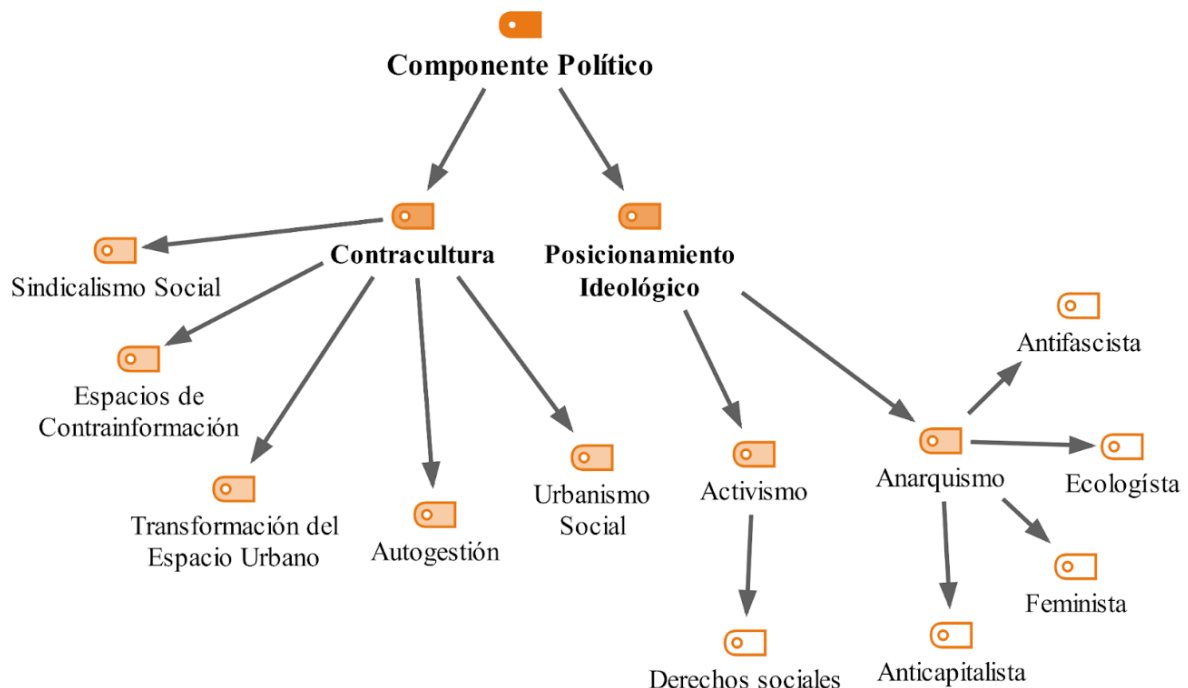 Componente Político
Contracultura
Posicionamiento
Ideológico
Sindicalismo Social
Espacios de
Contrainformación
Transformación del
Espacio Urbano
Autogestión
Urbanismo
Social
Activismo
Anarquismo
Antifascista
Ecologísta
Feminista
Anticapitalista
Derechos sociales